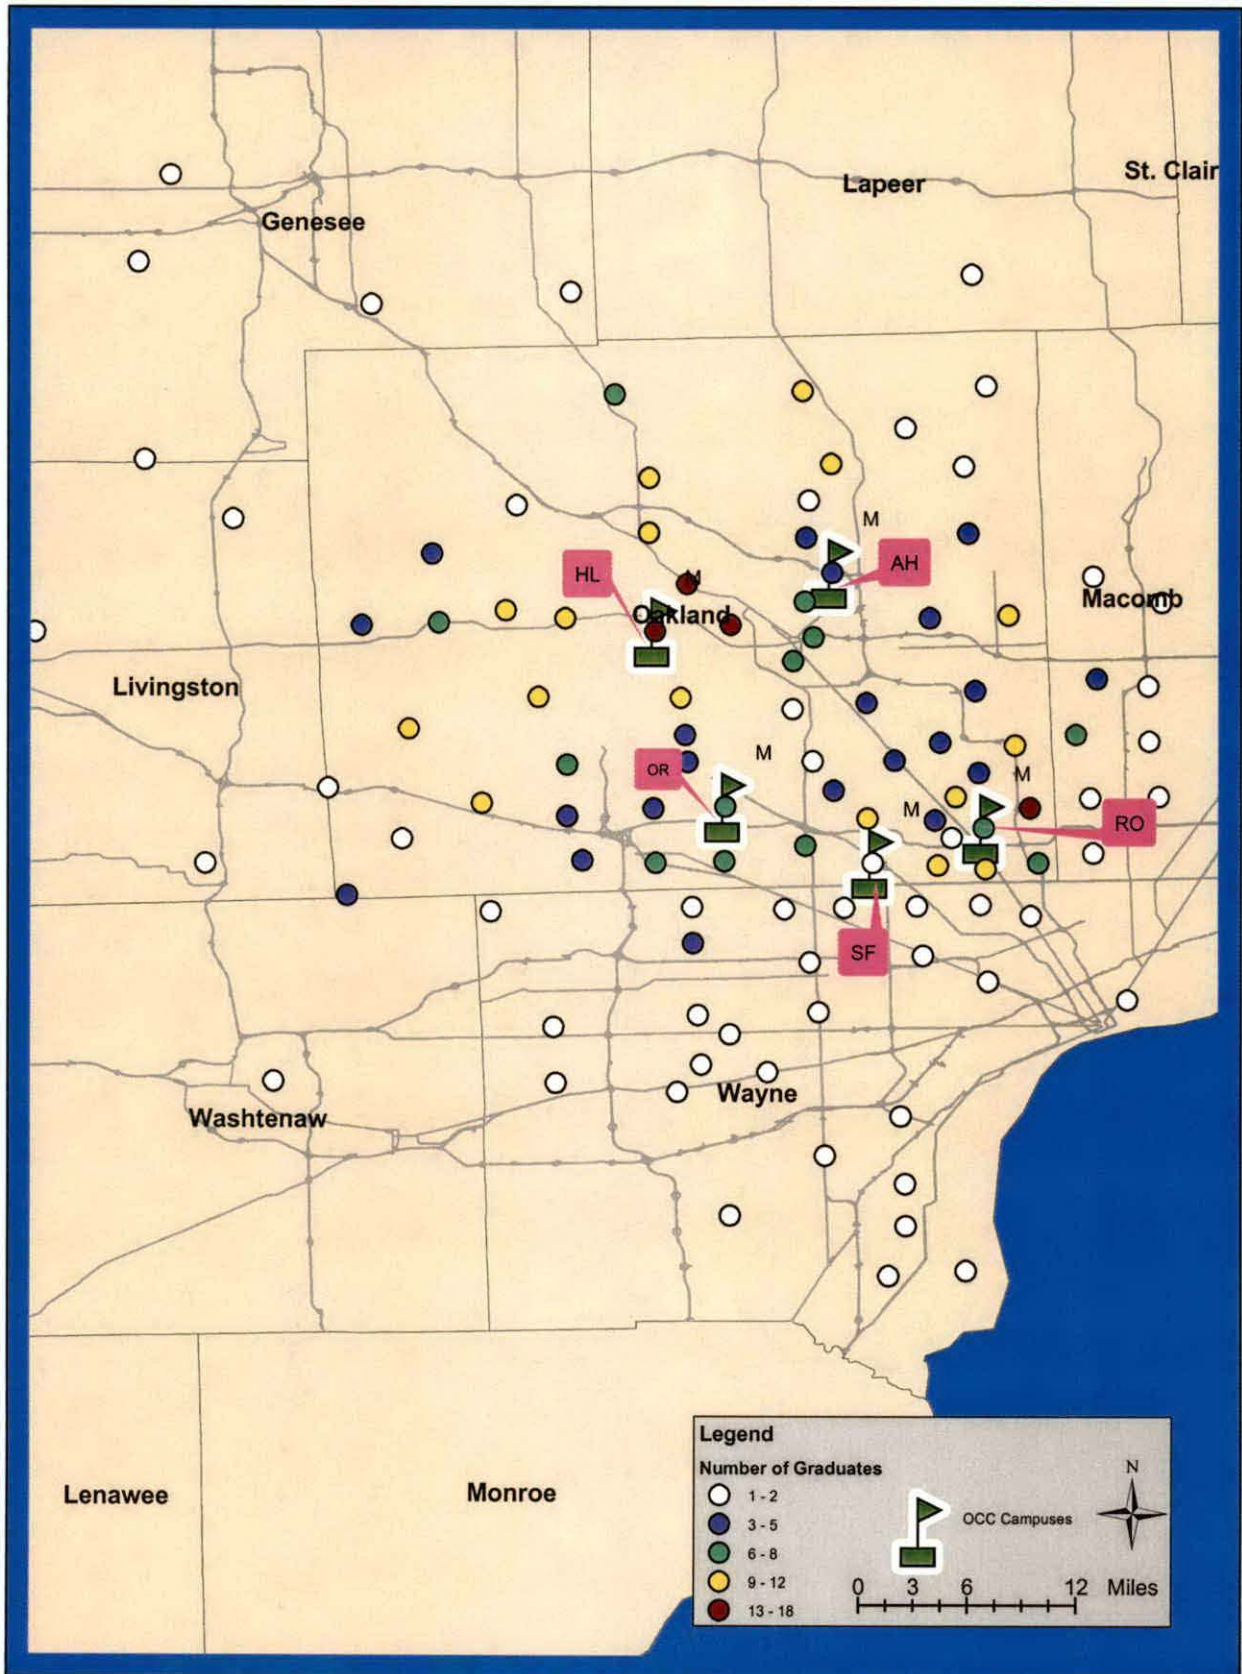 St. Clair
Lapeer
Genesee
M
HL
AH
M
Oakland
Macomb
Livingston
M
OR
M
M
RO
SF
Wayne
Washtenaw
Lenawee
Monroe
Legend
Number of Graduates
1 - 2
3 - 5
6 - 8
9 - 12
13 - 18
OCC Campuses
N
0 3 6 12 Miles